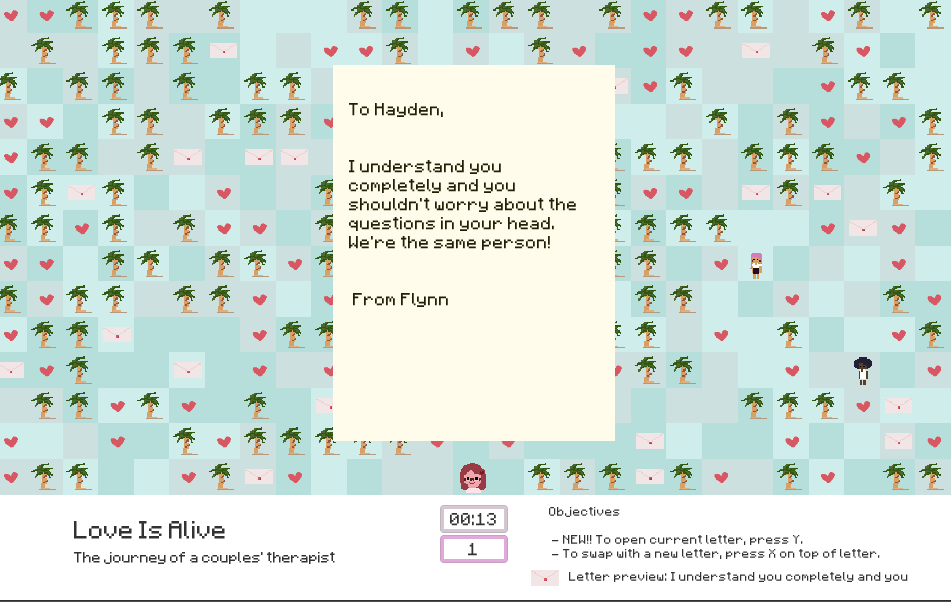 To Hayden,
I understand you
completely and you
shouldn't worry about the
questions in your head.
We're the same person!
From Flynn
Love Is Alive
The journey of a couples' therapist
00:13
1
Objectives
- NEW!! To open current letter, press Y.
- To swap with a new letter, press X on top of letter.
Letter preview: I understand you completely and you